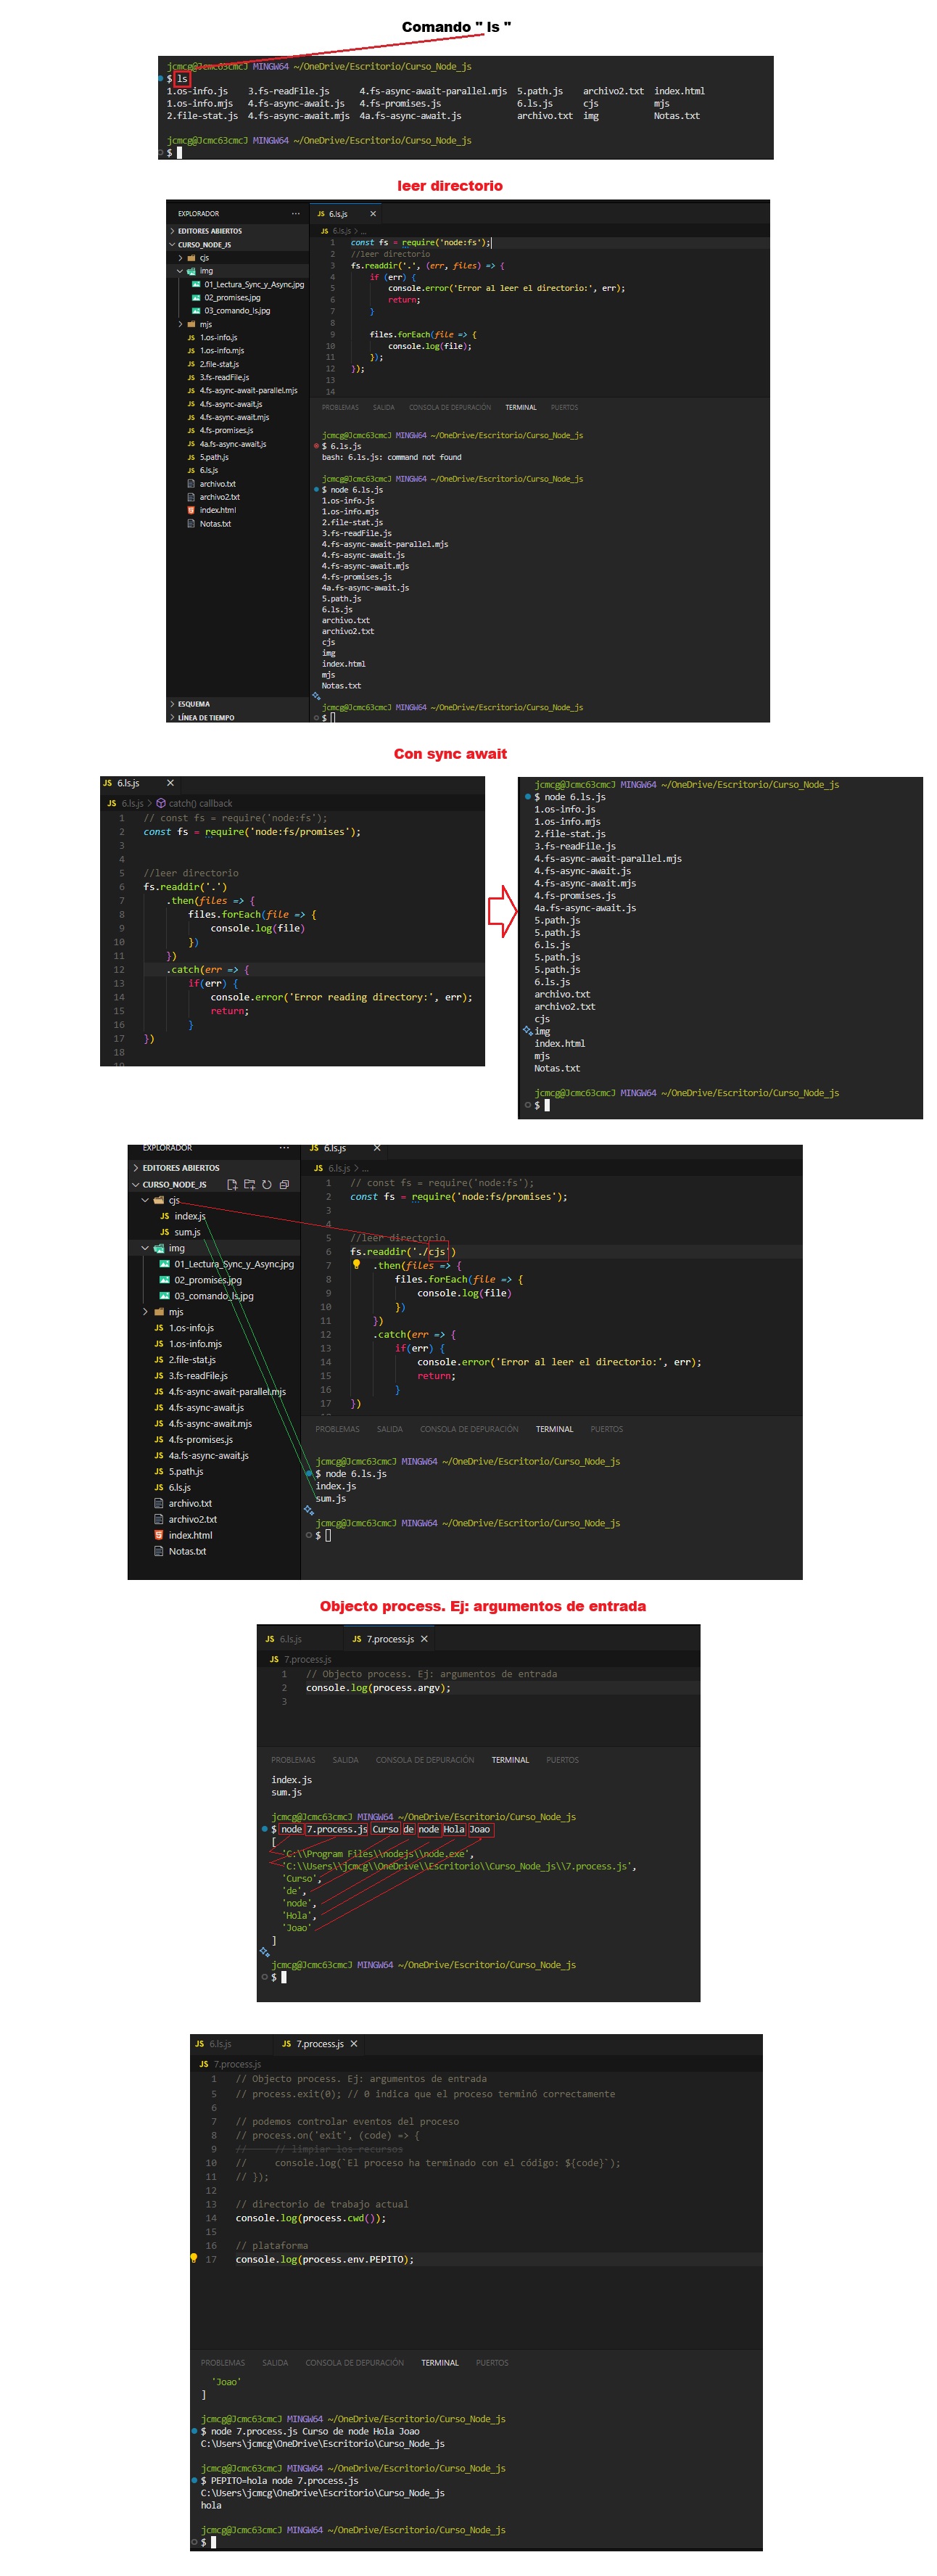 Comando " ls "
jcmcg@Jcmc63cmcJ MINGW64 ~/OneDrive/Escritorio/Curso_Node_js
$ ls
1.os-info.js 3.fs-readFile.js 4.fs-async-await-parallel.mjs 5.path.js archivo2.txt index.html
1.os-info.mjs 4.fs-async-await.js 4.fs-promises.js 6.ls.js cjs mjs
2.file-stat.js 4.fs-async-await.mjs 4a.fs-async-await.js archivo.txt img Notas.txt
jcmcg@Jcmc63cmcJ MINGW64 ~/OneDrive/Escritorio/Curso_Node_js
$
leer directorio
EXPLORADOR ···
EDITORES ABIERTOS
CURSO_NODE_JS
cjs
img
01_Lectura_Sync_y_Async.jpg
02_promises.jpg
03_comando_ls.jpg
mjs
JS 1.os-info.js
JS 1.os-info.mjs
JS 2.file-stat.js
JS 3.fs-readFile.js
JS 4.fs-async-await-parallel.mjs
JS 4.fs-async-await.js
JS 4.fs-async-await.mjs
JS 4.fs-promises.js
JS 4a.fs-async-await.js
JS 5.path.js
JS 6.ls.js
archivo.txt
archivo2.txt
index.html
Notas.txt
ESQUEMA
LÍNEA DE TIEMPO
JS 6.ls.js ×
JS 6.ls.js > ...
1 const fs = require('node:fs');
2 //leer directorio
3 fs.readdir('.', (err, files) => {
4 if (err) {
5 console.error('Error al leer el directorio:', err);
6 return;
7 }
8
9 files.forEach(file => {
10 console.log(file);
11 });
12 });
13
14
PROBLEMAS SALIDA CONSOLA DE DEPURACIÓN TERMINAL PUERTOS
jcmcg@Jcmc63cmcJ MINGW64 ~/OneDrive/Escritorio/Curso_Node_js
$ 6.ls.js
bash: 6.ls.js: command not found
jcmcg@Jcmc63cmcJ MINGW64 ~/OneDrive/Escritorio/Curso_Node_js
$ node 6.ls.js
1.os-info.js
1.os-info.mjs
2.file-stat.js
3.fs-readFile.js
4.fs-async-await-parallel.mjs
4.fs-async-await.js
4.fs-async-await.mjs
4.fs-promises.js
4a.fs-async-await.js
5.path.js
6.ls.js
archivo.txt
archivo2.txt
cjs
img
index.html
mjs
Notas.txt
jcmcg@Jcmc63cmcJ MINGW64 ~/OneDrive/Escritorio/Curso_Node_js
$
Con sync await
JS 6.ls.js ×
JS 6.ls.js > catch() callback
1 // const fs = require('node:fs');
2 const fs = require('node:fs/promises');
3
4
5 //leer directorio
6 fs.readdir('.')
7 .then(files => {
8 files.forEach(file => {
9 console.log(file)
10 })
11 })
12 .catch(err => {
13 if(err) {
14 console.error('Error reading directory:', err);
15 return;
16 }
17 })
18
jcmcg@Jcmc63cmcJ MINGW64 ~/OneDrive/Escritorio/Curso_Node_js
$ node 6.ls.js
1.os-info.js
1.os-info.mjs
2.file-stat.js
3.fs-readFile.js
4.fs-async-await-parallel.mjs
4.fs-async-await.js
4.fs-async-await.mjs
4.fs-promises.js
4a.fs-async-await.js
5.path.js
5.path.js
6.ls.js
5.path.js
5.path.js
6.ls.js
archivo.txt
archivo2.txt
cjs
img
index.html
mjs
Notas.txt
jcmcg@Jcmc63cmcJ MINGW64 ~/OneDrive/Escritorio/Curso_Node_js
$
EXPLORADOR ···
EDITORES ABIERTOS
CURSO_NODE_JS
cjs
JS index.js
JS sum.js
img
01_Lectura_Sync_y_Async.jpg
02_promises.jpg
03_comando_ls.jpg
mjs
JS 1.os-info.js
JS 1.os-info.mjs
JS 2.file-stat.js
JS 3.fs-readFile.js
JS 4.fs-async-await-parallel.mjs
JS 4.fs-async-await.js
JS 4.fs-async-await.mjs
JS 4.fs-promises.js
JS 4a.fs-async-await.js
JS 5.path.js
JS 6.ls.js
archivo.txt
archivo2.txt
index.html
Notas.txt
JS 6.ls.js ×
JS 6.ls.js > ...
1 // const fs = require('node:fs');
2 const fs = require('node:fs/promises');
3
4
5 //leer directorio
6 fs.readdir('./cjs')
7 .then(files => {
8 files.forEach(file => {
9 console.log(file)
10 })
11 })
12 .catch(err => {
13 if(err) {
14 console.error('Error al leer el directorio:', err);
15 return;
16 }
17 })
PROBLEMAS SALIDA CONSOLA DE DEPURACIÓN TERMINAL PUERTOS
jcmcg@Jcmc63cmcJ MINGW64 ~/OneDrive/Escritorio/Curso_Node_js
$ node 6.ls.js
index.js
sum.js
jcmcg@Jcmc63cmcJ MINGW64 ~/OneDrive/Escritorio/Curso_Node_js
$
Objecto process. Ej: argumentos de entrada
JS 6.ls.js JS 7.process.js ×
JS 7.process.js
1 // Objecto process. Ej: argumentos de entrada
2 console.log(process.argv);
3
PROBLEMAS SALIDA CONSOLA DE DEPURACIÓN TERMINAL PUERTOS
index.js
sum.js
jcmcg@Jcmc63cmcJ MINGW64 ~/OneDrive/Escritorio/Curso_Node_js
$ node 7.process.js Curso de node Hola Joao
[
'C:\\Program Files\\nodejs\\node.exe',
'C:\\Users\\jcmcg\\OneDrive\\Escritorio\\Curso_Node_js\\7.process.js',
'Curso',
'de',
'node',
'Hola',
'Joao'
]
jcmcg@Jcmc63cmcJ MINGW64 ~/OneDrive/Escritorio/Curso_Node_js
$
JS 6.ls.js JS 7.process.js ×
JS 7.process.js
1 // Objecto process. Ej: argumentos de entrada
5 // process.exit(0); // 0 indica que el proceso terminó correctamente
6
7 // podemos controlar eventos del proceso
8 // process.on('exit', (code) => {
9 // // limpiar los recursos
10 // console.log(`El proceso ha terminado con el código: ${code}`);
11 // });
12
13 // directorio de trabajo actual
14 console.log(process.cwd());
15
16 // plataforma
17 console.log(process.env.PEPITO);
PROBLEMAS SALIDA CONSOLA DE DEPURACIÓN TERMINAL PUERTOS
'Joao'
]
jcmcg@Jcmc63cmcJ MINGW64 ~/OneDrive/Escritorio/Curso_Node_js
$ node 7.process.js Curso de node Hola Joao
C:\Users\jcmcg\OneDrive\Escritorio\Curso_Node_js
jcmcg@Jcmc63cmcJ MINGW64 ~/OneDrive/Escritorio/Curso_Node_js
$ PEPITO=hola node 7.process.js
C:\Users\jcmcg\OneDrive\Escritorio\Curso_Node_js
hola
jcmcg@Jcmc63cmcJ MINGW64 ~/OneDrive/Escritorio/Curso_Node_js
$